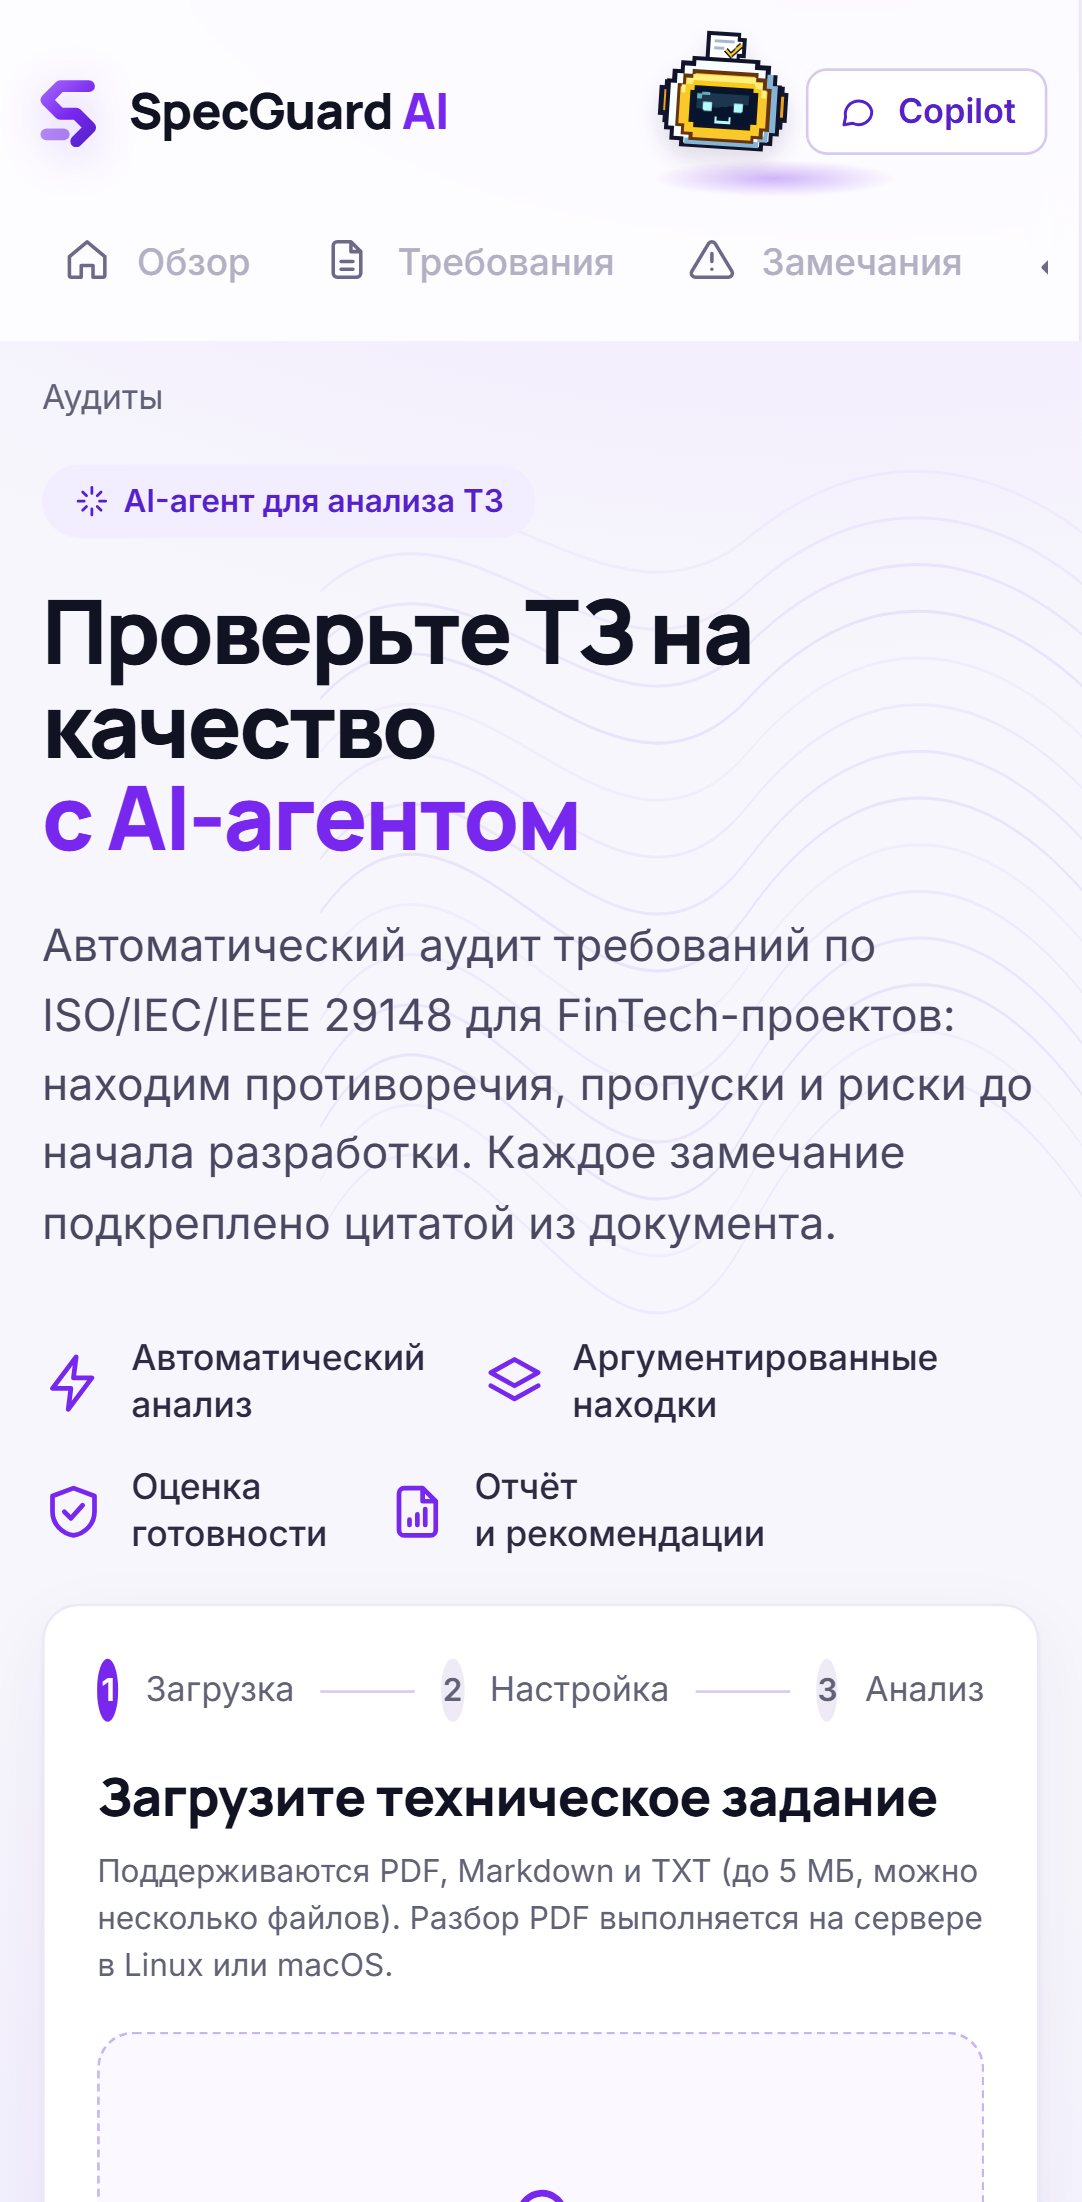 SpecGuard AI
Copilot
Обзор
Требования
Замечания
Аудиты
AI-агент для анализа ТЗ
Проверьте ТЗ на
качество
с AI-агентом
Автоматический аудит требований по
ISO/IEC/IEEE 29148 для FinTech-проектов:
находим противоречия, пропуски и риски до
начала разработки. Каждое замечание
подкреплено цитатой из документа.
Автоматический
анализ
Аргументированные
находки
Оценка
готовности
Отчёт
и рекомендации
1 Загрузка
2 Настройка
3 Анализ
Загрузите техническое задание
Поддерживаются PDF, Markdown и TXT (до 5 МБ, можно
несколько файлов). Разбор PDF выполняется на сервере
в Linux или macOS.